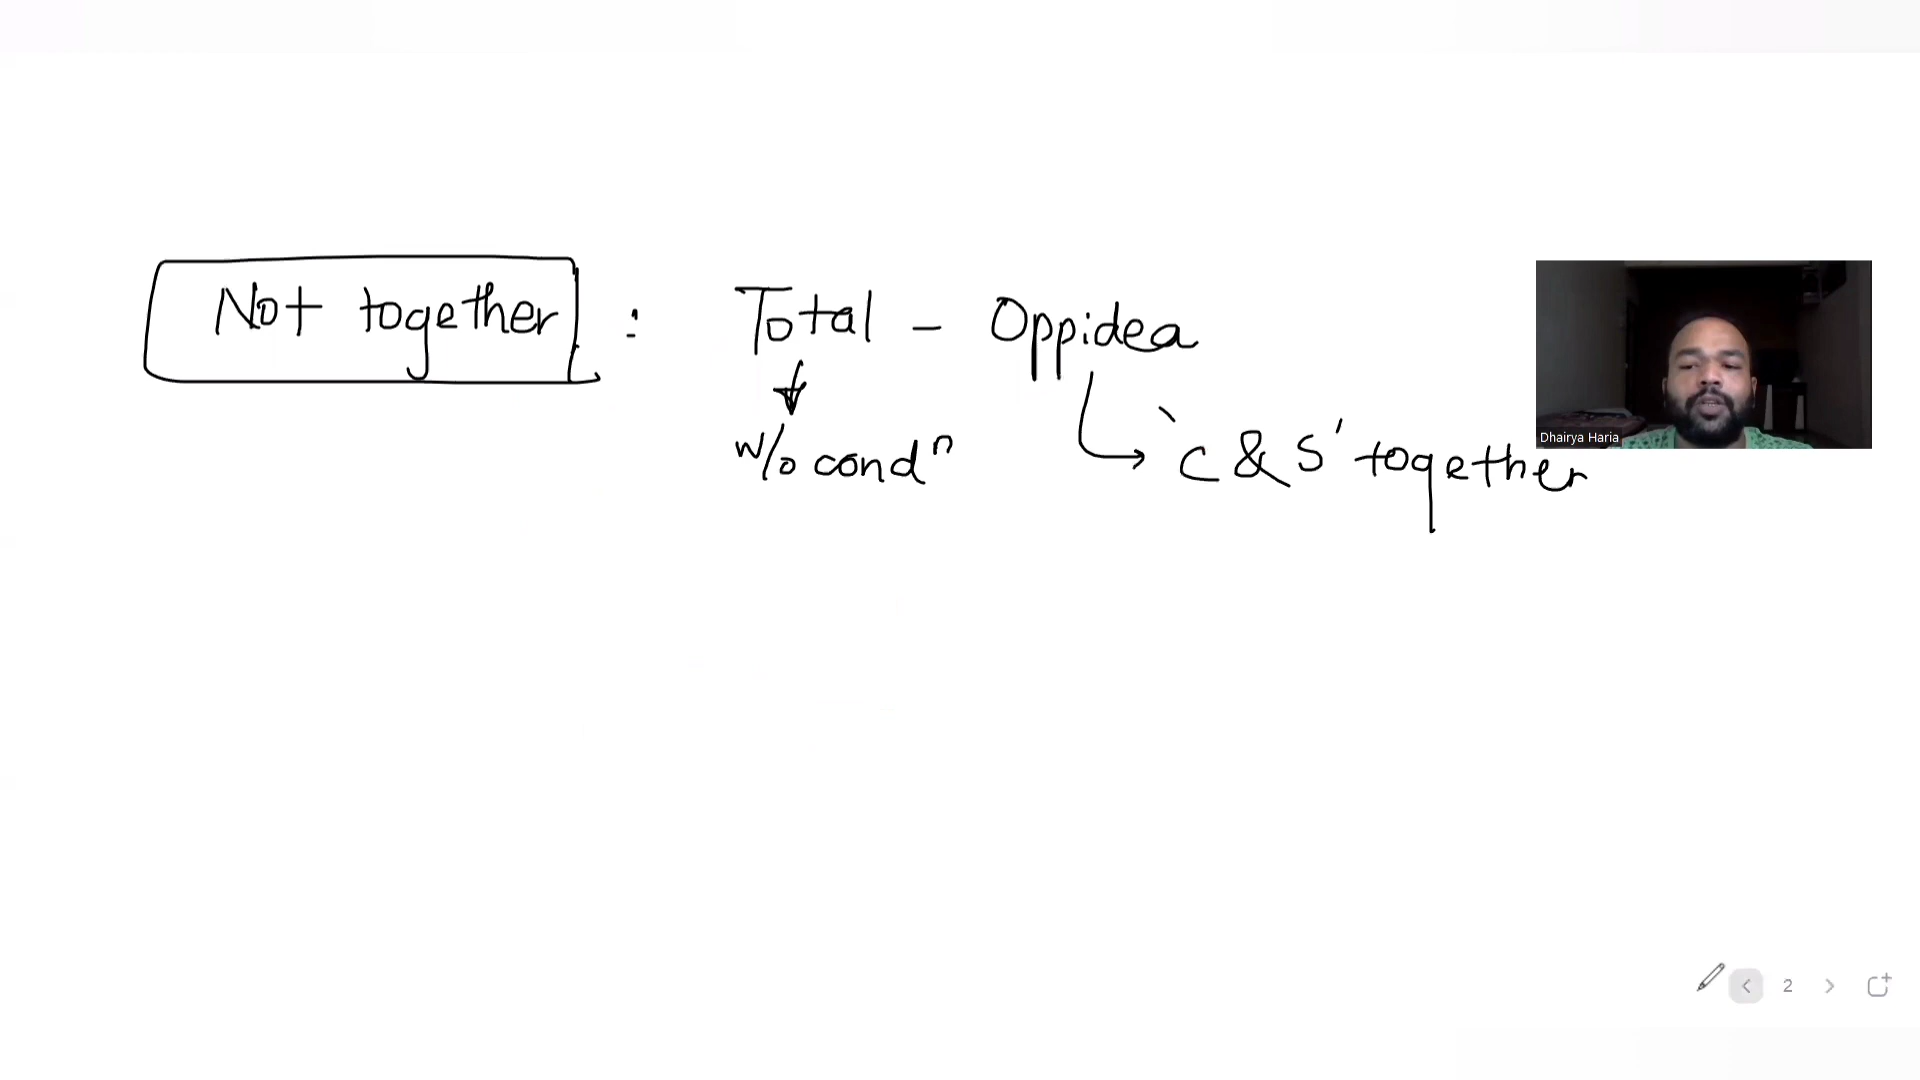 Not together : Total - Oppidea
w/o condⁿ
`c & s' together
Dhairya Haria
2